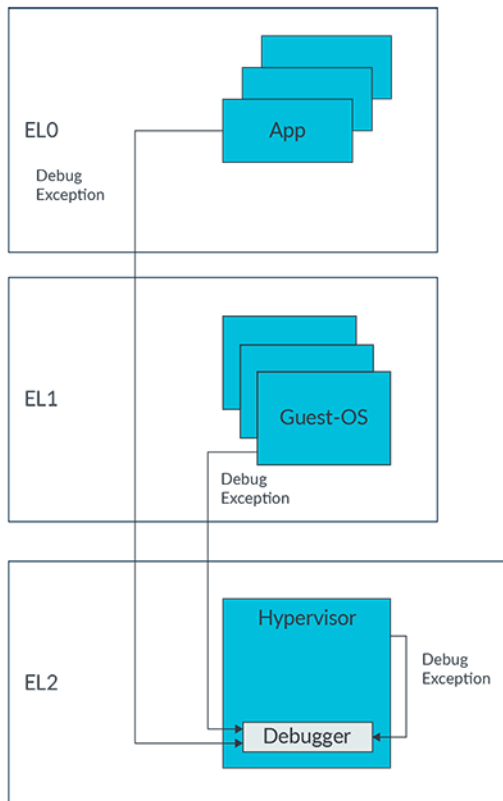 App
EL0
Debug
Exception
EL1
Guest-OS
Debug
Exception
Hypervisor
Debug
Exception
EL2
Debugger